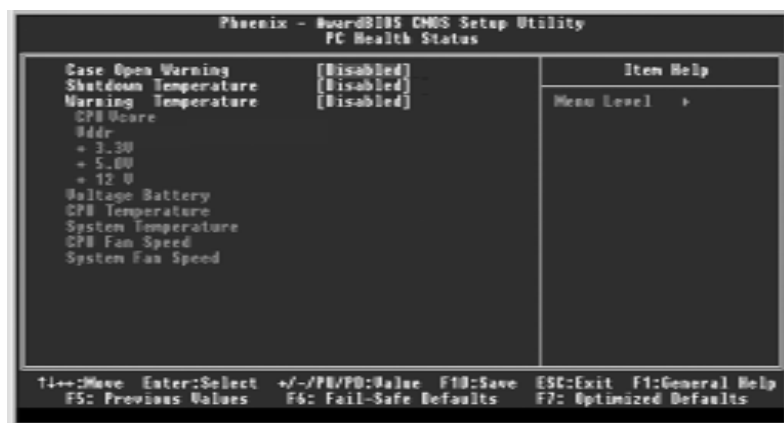 Phoenix - AwardBIOS CMOS Setup Utility
PC Health Status
Case Open Warning [Disabled]
Shutdown Temperature [Disabled]
Warning Temperature [Disabled]
CPU Vcore
Vddr
+ 3.3V
+ 5.0V
+ 12 V
Voltage Battery
CPU Temperature
System Temperature
CPU Fan Speed
System Fan Speed
Item Help
Menu Level ▸
↑↓←→:Move Enter:Select +/-/PU/PD:Value F10:Save ESC:Exit F1:General Help
F5: Previous Values F6: Fail-Safe Defaults F7: Optimized Defaults